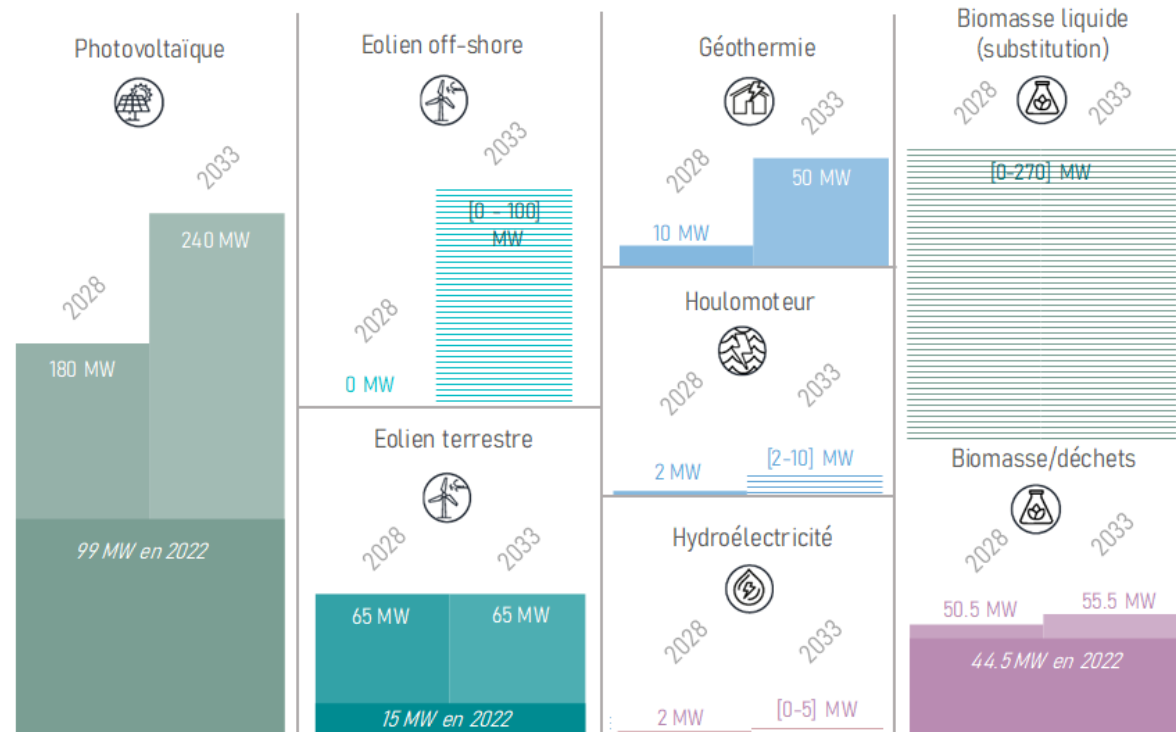 Photovoltaïque
2028
2033
180 MW
240 MW
99 MW en 2022
Eolien off-shore
2028
2033
0 MW
[0 - 100]
MW
Eolien terrestre
2028
2033
65 MW
65 MW
15 MW en 2022
Géothermie
2028
2033
10 MW
50 MW
Houlomoteur
2028
2033
2 MW
[2-10] MW
Hydroélectricité
2028
2033
2 MW
[0-5] MW
Biomasse liquide
(substitution)
2028
2033
[0-270] MW
Biomasse/déchets
2028
2033
50.5 MW
55.5 MW
44.5 MW en 2022